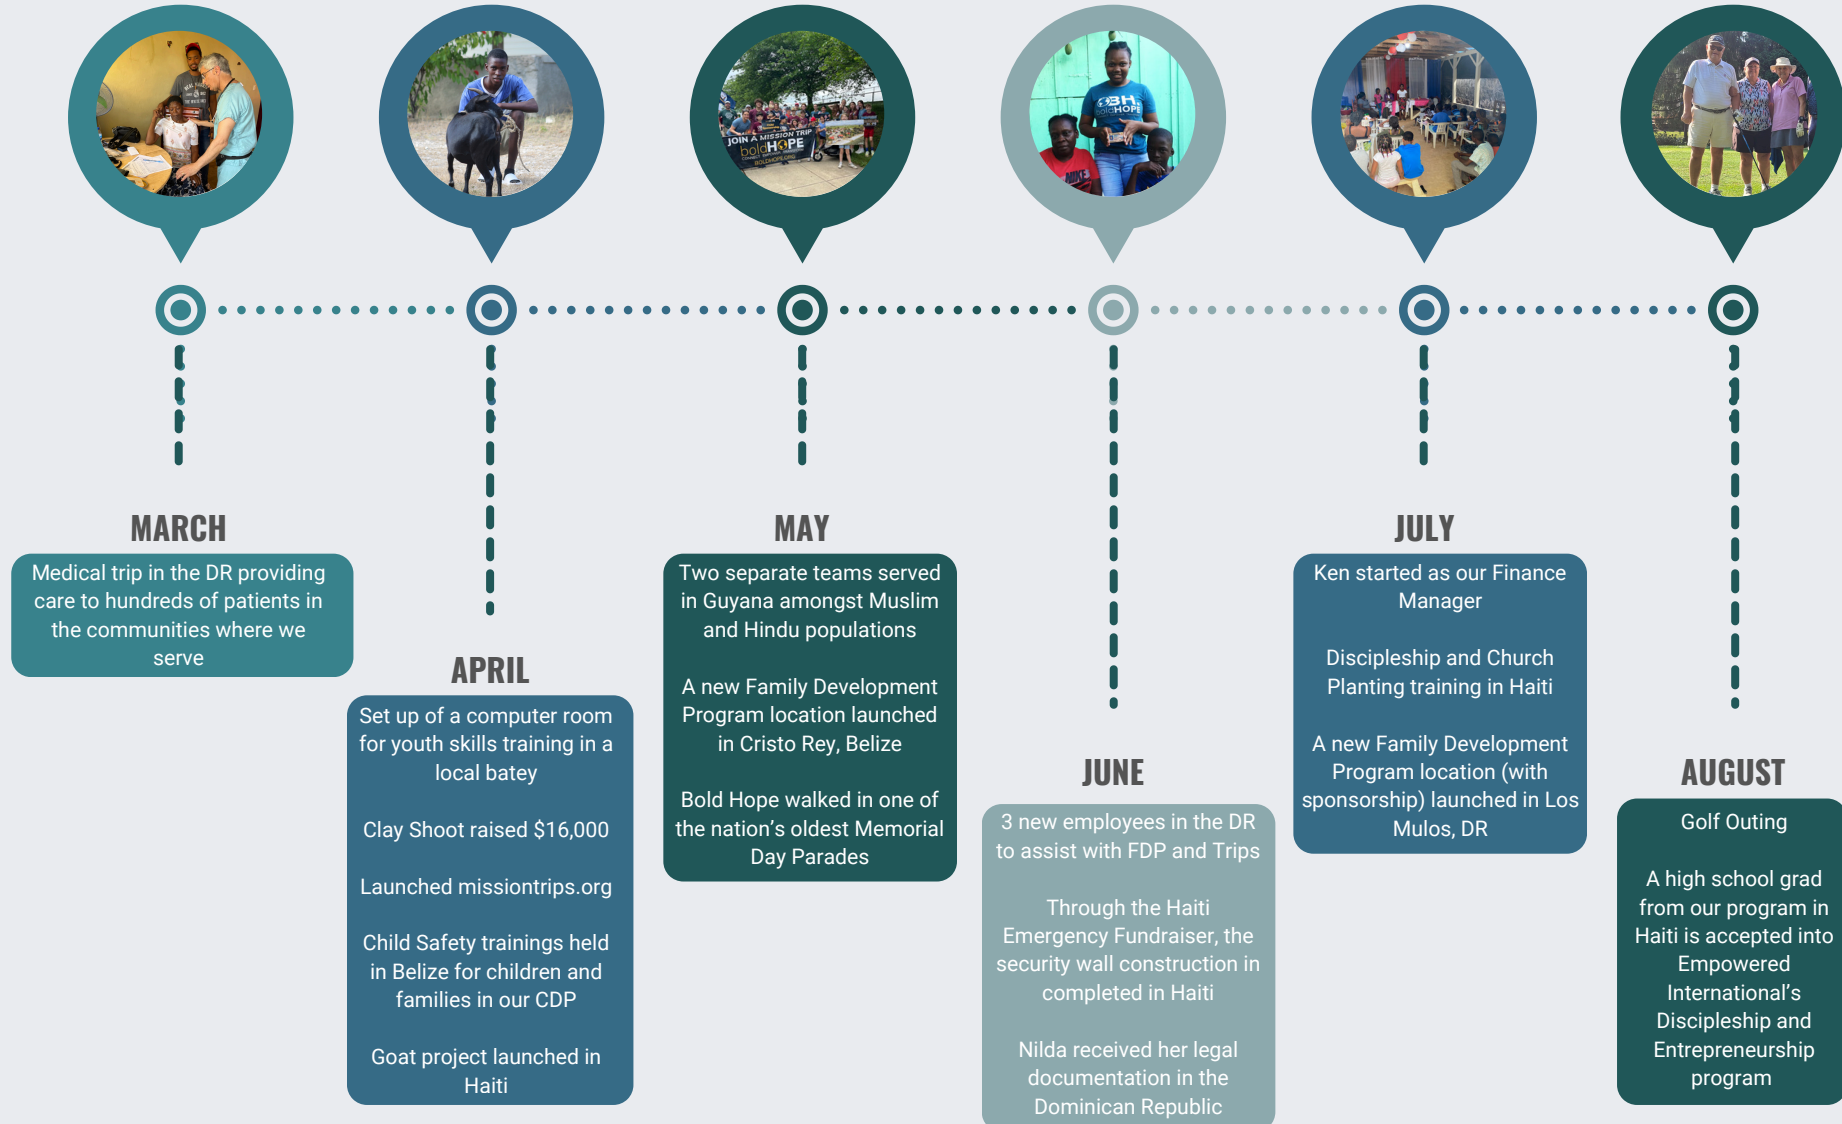 JOIN A MISSION TRIP
boldHOPE
BOLDHOPE.ORG
BH.
boldHOPE
NIKE
MARCH
Medical trip in the DR providing
care to hundreds of patients in
the communities where we
serve
APRIL
Set up of a computer room
for youth skills training in a
local batey
Clay Shoot raised $16,000
Launched missiontrips.org
Child Safety trainings held
in Belize for children and
families in our CDP
Goat project launched in
Haiti
MAY
Two separate teams served
in Guyana amongst Muslim
and Hindu populations
A new Family Development
Program location launched
in Cristo Rey, Belize
Bold Hope walked in one of
the nation's oldest Memorial
Day Parades
JUNE
3 new employees in the DR
to assist with FDP and Trips
Through the Haiti
Emergency Fundraiser, the
security wall construction in
completed in Haiti
Nilda received her legal
documentation in the
Dominican Republic
JULY
Ken started as our Finance
Manager
Discipleship and Church
Planting training in Haiti
A new Family Development
Program location (with
sponsorship) launched in Los
Mulos, DR
AUGUST
Golf Outing
A high school grad
from our program in
Haiti is accepted into
Empowered
International's
Discipleship and
Entrepreneurship
program